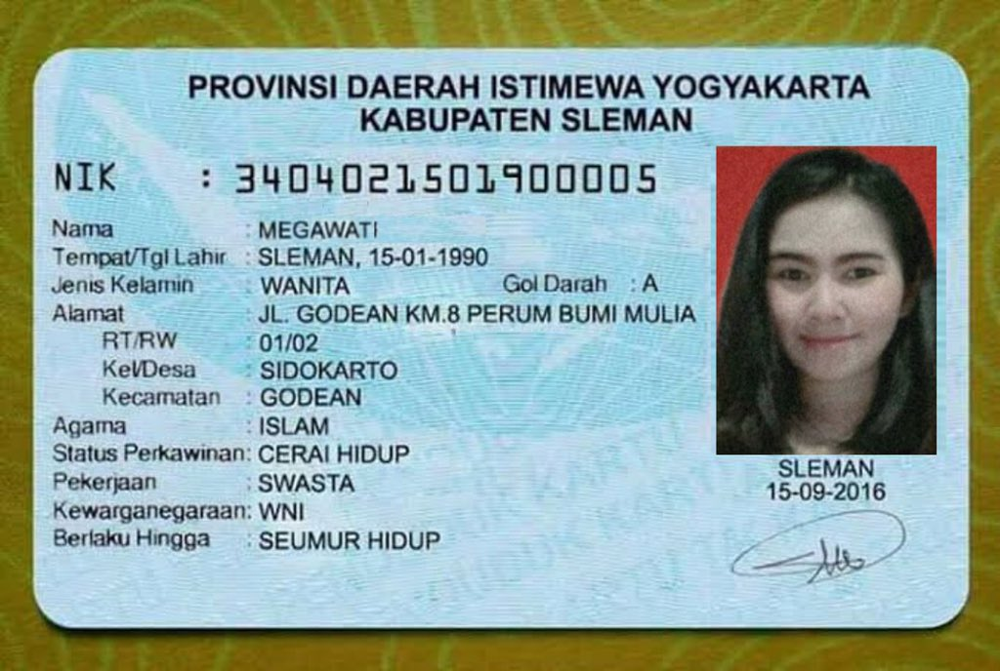 PROVINSI DAERAH ISTIMEWA YOGYAKARTA
KABUPATEN SLEMAN
NIK : 3404021501900005
Nama : MEGAWATI
Tempat/Tgl Lahir : SLEMAN, 15-01-1990
Jenis Kelamin : WANITA Gol Darah : A
Alamat : JL. GODEAN KM.8 PERUM BUMI MULIA
RT/RW : 01/02
Kel/Desa : SIDOKARTO
Kecamatan : GODEAN
Agama : ISLAM
Status Perkawinan: CERAI HIDUP
Pekerjaan : SWASTA
Kewarganegaraan: WNI
Berlaku Hingga : SEUMUR HIDUP
SLEMAN
15-09-2016